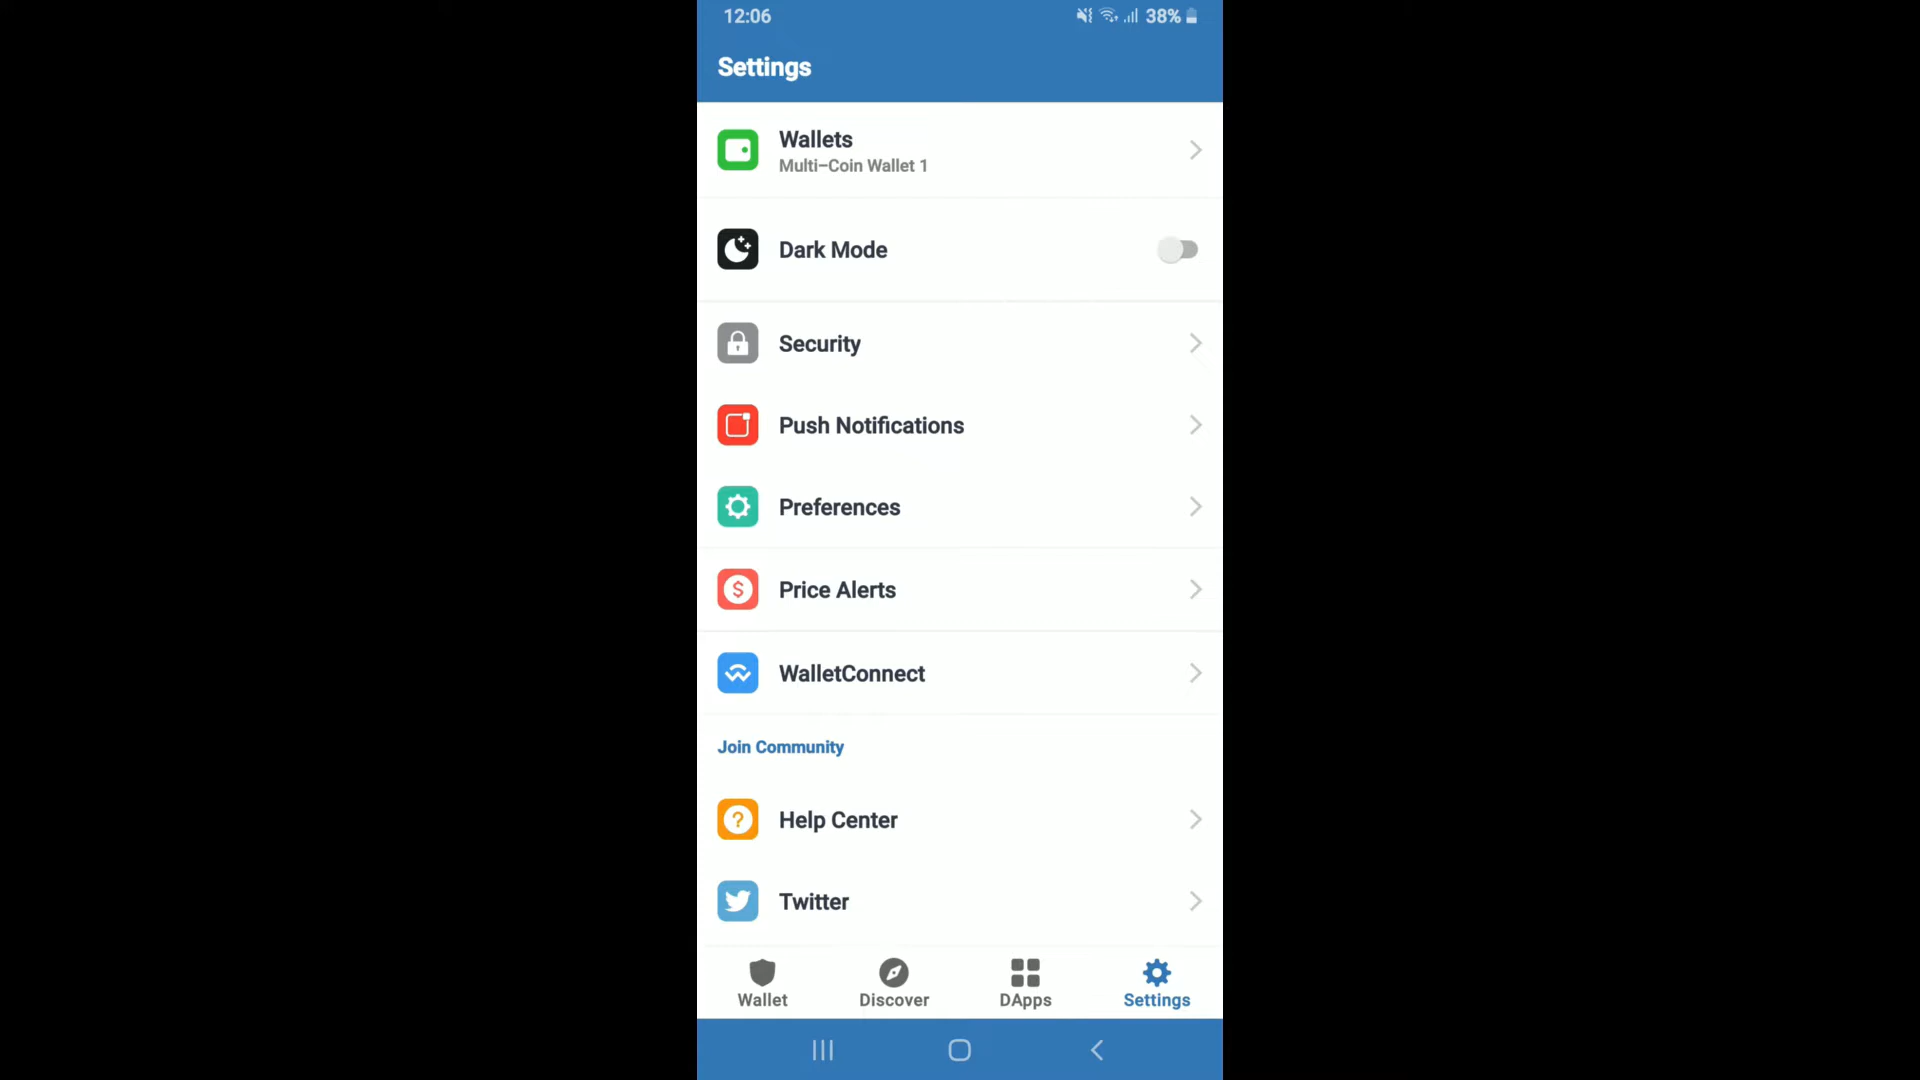 12:06
38%
Settings
Wallets
Multi-Coin Wallet 1
Dark Mode
Security
Push Notifications
Preferences
Price Alerts
WalletConnect
Join Community
Help Center
Twitter
Wallet
Discover
DApps
Settings